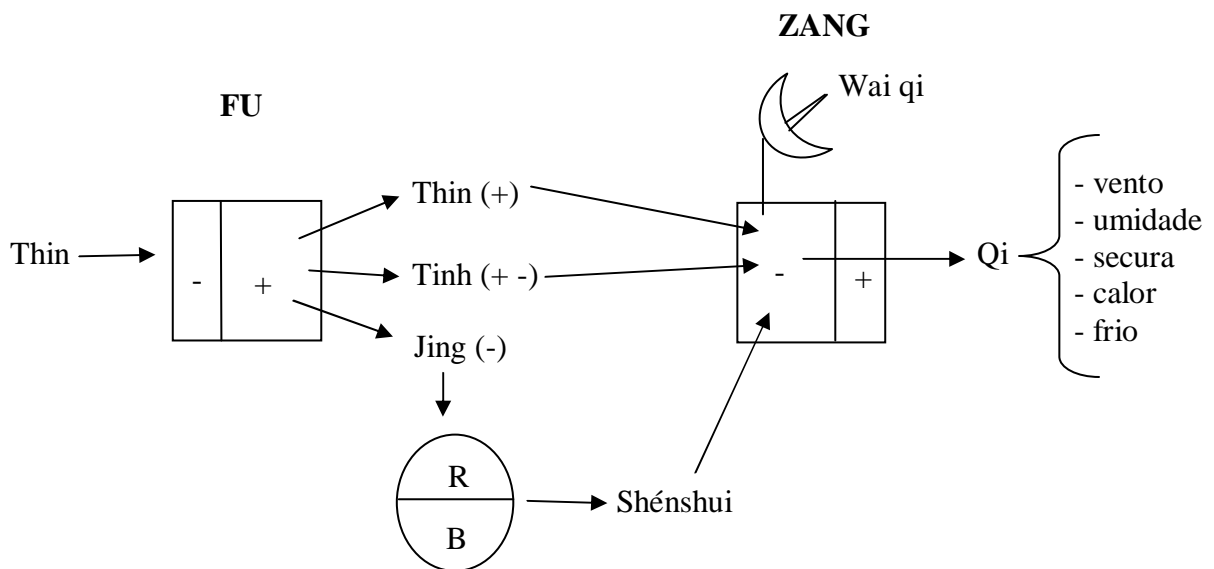 ZANG
Wai qi
FU
Thin (+)
- vento
- umidade
Thin
Qi
- secura
Tinh (+ -)
- +
- +
- calor
- frio
Jing (-)
R
Shénshui
B